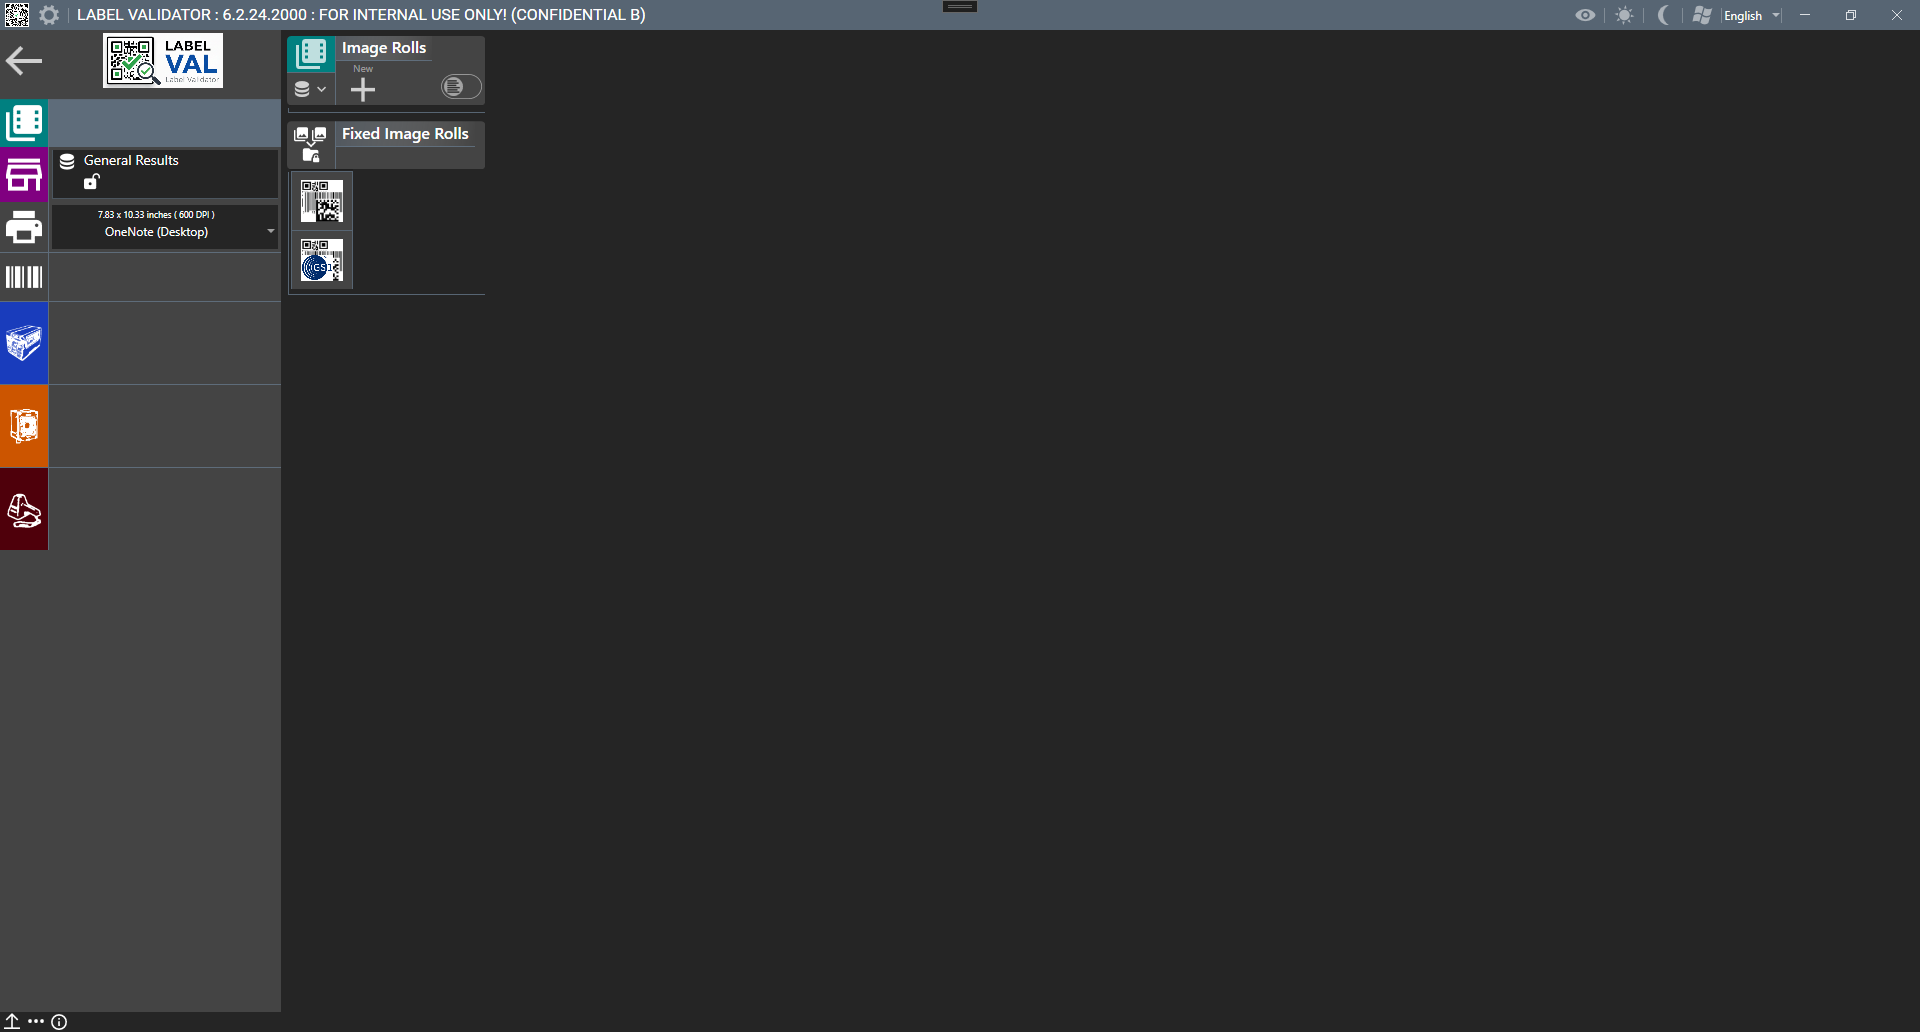 LABEL VALIDATOR : 6.2.24.2000 : FOR INTERNAL USE ONLY! (CONFIDENTIAL B)
English
LABEL
VAL
Label Validator
Image Rolls
New
Fixed Image Rolls
General Results
7.83 x 10.33 inches ( 600 DPI )
OneNote (Desktop)
GS1